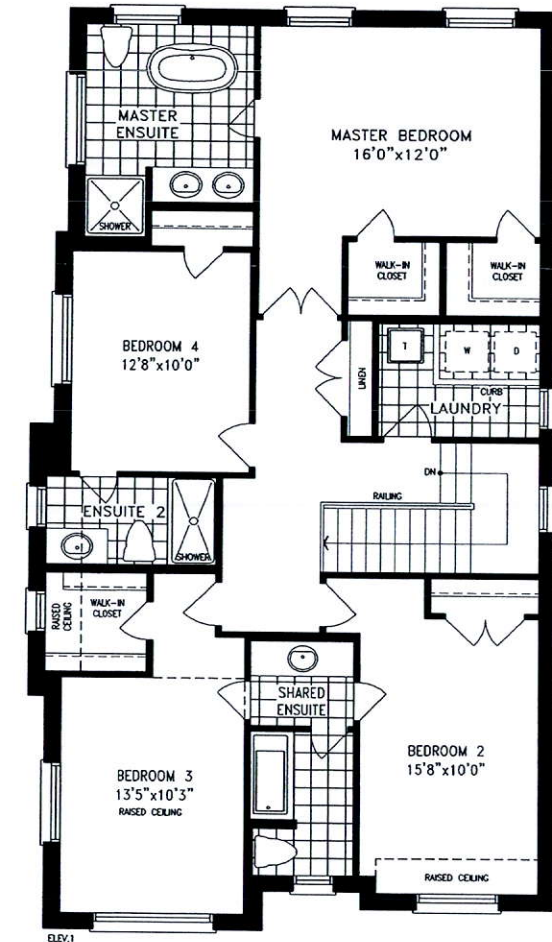 MASTER
ENSUITE
MASTER BEDROOM
16'0"x12'0"
SHOWER
WALK-IN
CLOSET
WALK-IN
CLOSET
BEDROOM 4
12'8"x10'0"
LINEN
T
W
D
CURB
LAUNDRY
DN
RAILING
ENSUITE 2
SHOWER
RAISED
CEILING
WALK-IN
CLOSET
SHARED
ENSUITE
BEDROOM 3
13'5"x10'3"
RAISED CEILING
BEDROOM 2
15'8"x10'0"
RAISED CEILING
ELEV.1